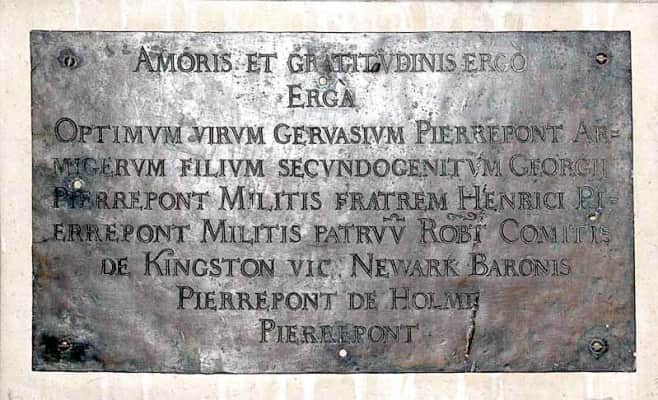 AMORIS ET GRATITVDINIS ERGÒ
ERGÀ
OPTIMVM VIRVM GERVASIVM PIERREPONT AR=
MIGERVM FILIVM SECVNDOGENITVM GEORGII
PIERREPONT MILITIS FRATREM HENRICI PI=
ERREPONT MILITIS PATRVV̄ ROBT̄ COMITIS
DE KINGSTON VIC. NEWARK BARONIS
PIERREPONT DE HOLME
PIERREPONT